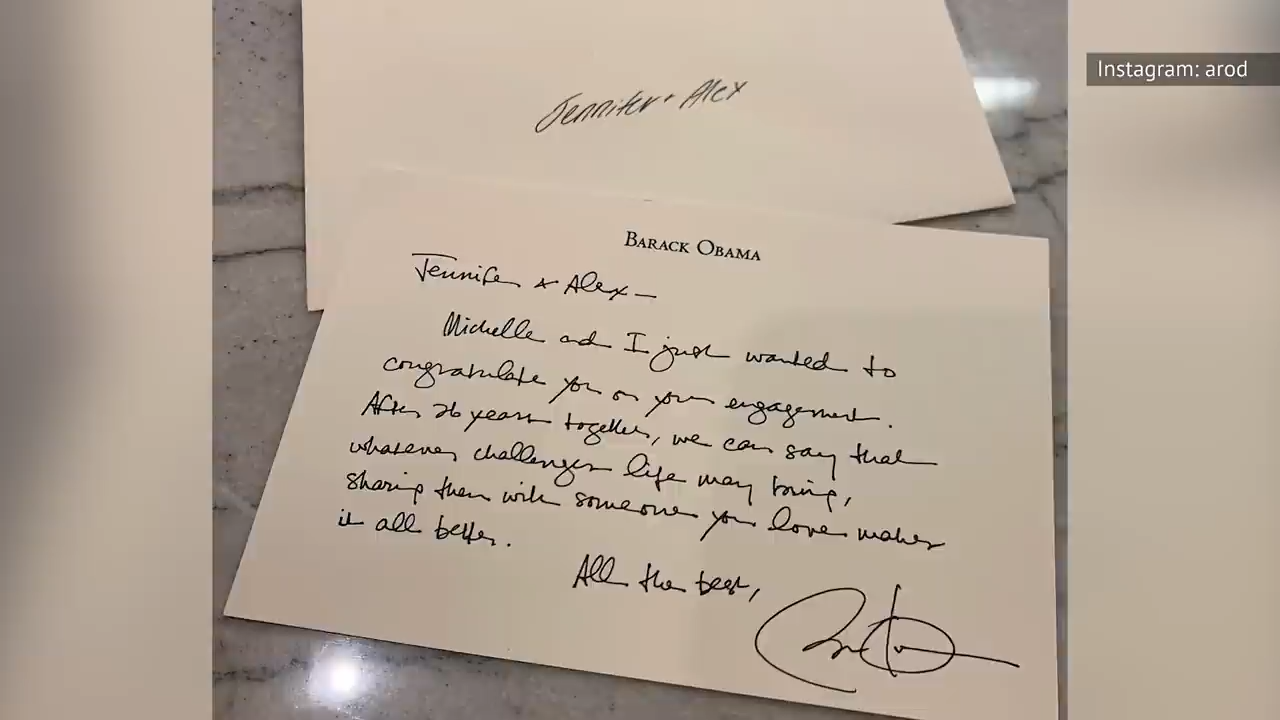 Instagram: arod
Jennifer + Alex
BARACK OBAMA
Jennifer & Alex —
Michelle and I just wanted to
congratulate you on your engagement.
After 26 years together, we can say that
whatever challenges life may bring,
sharing them with someone you love makes
it all better.
All the best,